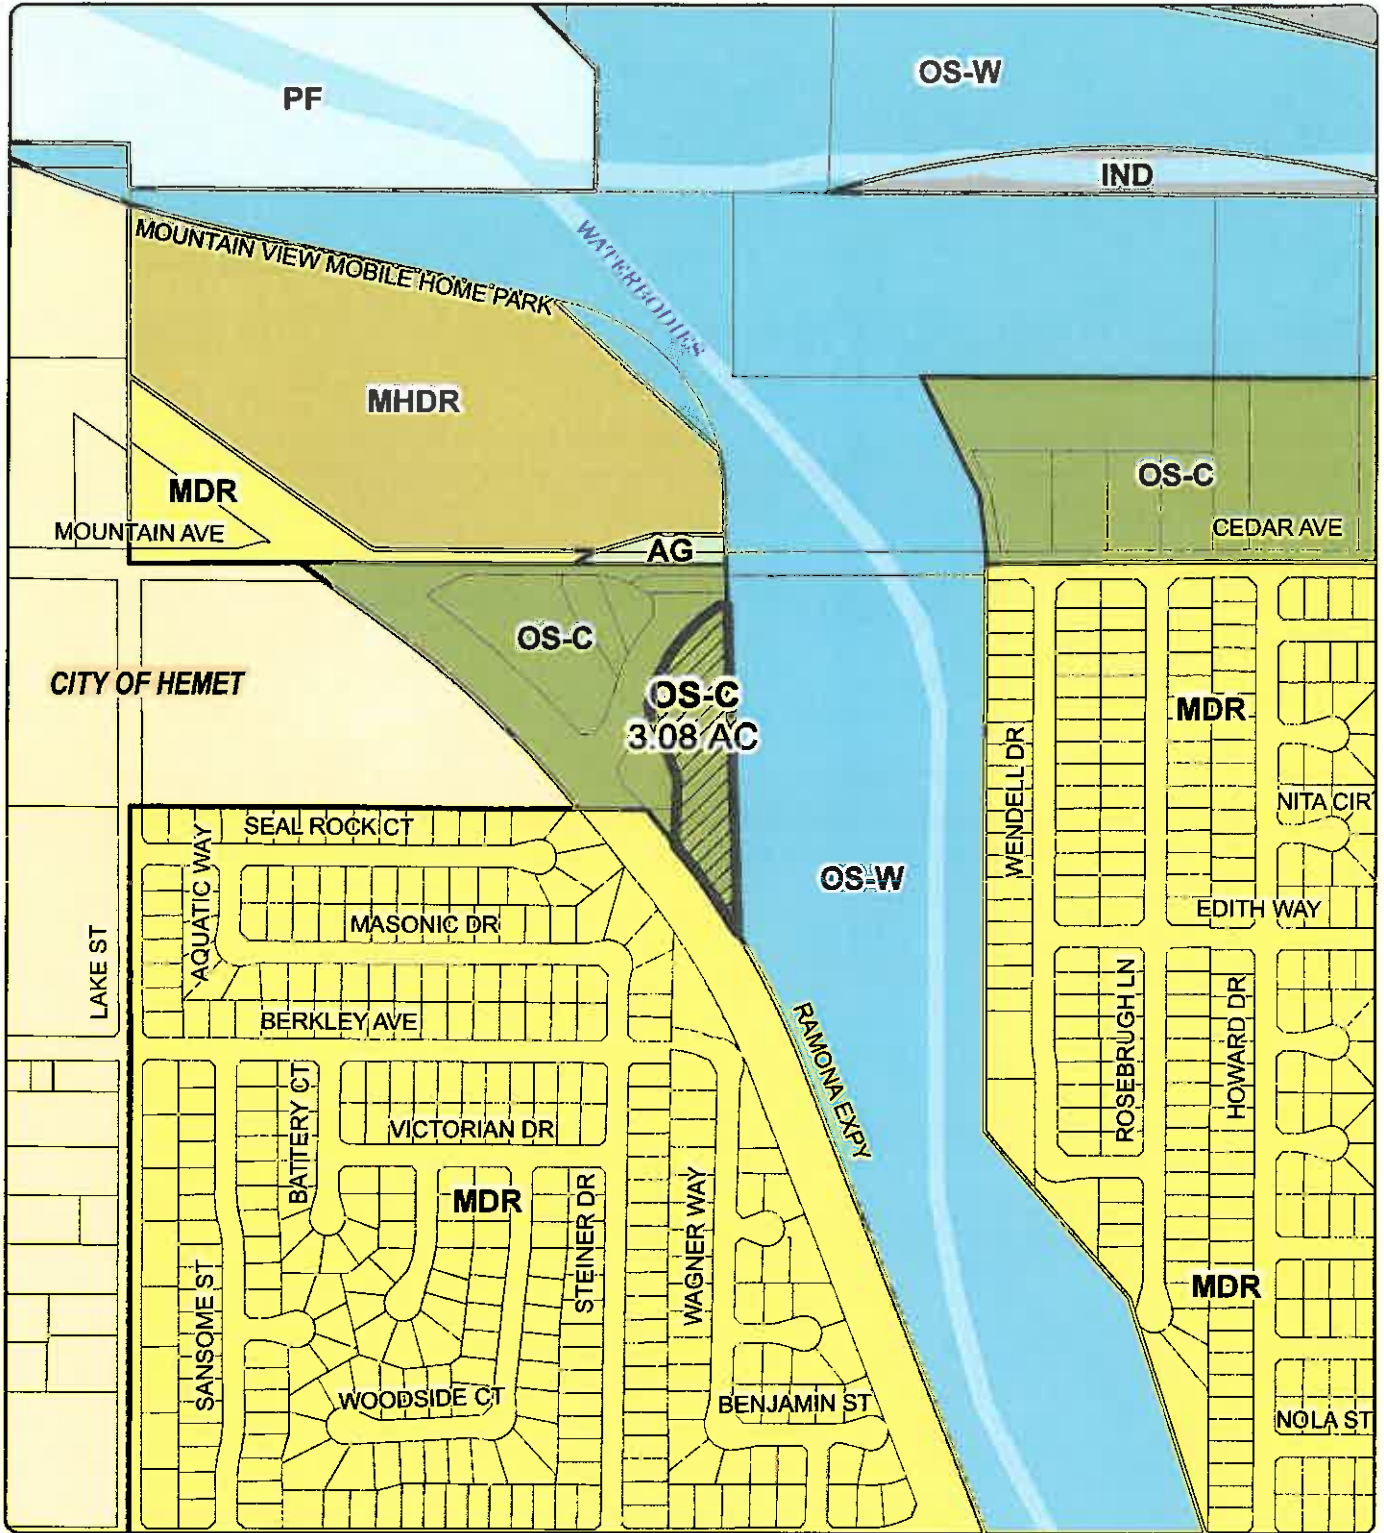 OS-W
PF
IND
WATERBODIES
MOUNTAIN VIEW MOBILE HOME PARK
MHDR
OS-C
MDR
CEDAR AVE
MOUNTAIN AVE
AG
OS-C
CITY OF HEMET
OS-C
3.08 AC
MDR
WENDELL DR
NITA CIR
SEAL ROCK CT
AQUATIC WAY
OS-W
EDITH WAY
MASONIC DR
LAKE ST
BERKLEY AVE
RAMONA EXPY
ROSEBRUGH LN
HOWARD DR
BATTERY CT
VICTORIAN DR
MDR
STEINER DR
WAGNER WAY
MDR
SANSOME ST
WOODSIDE CT
BENJAMIN ST
NOLA ST